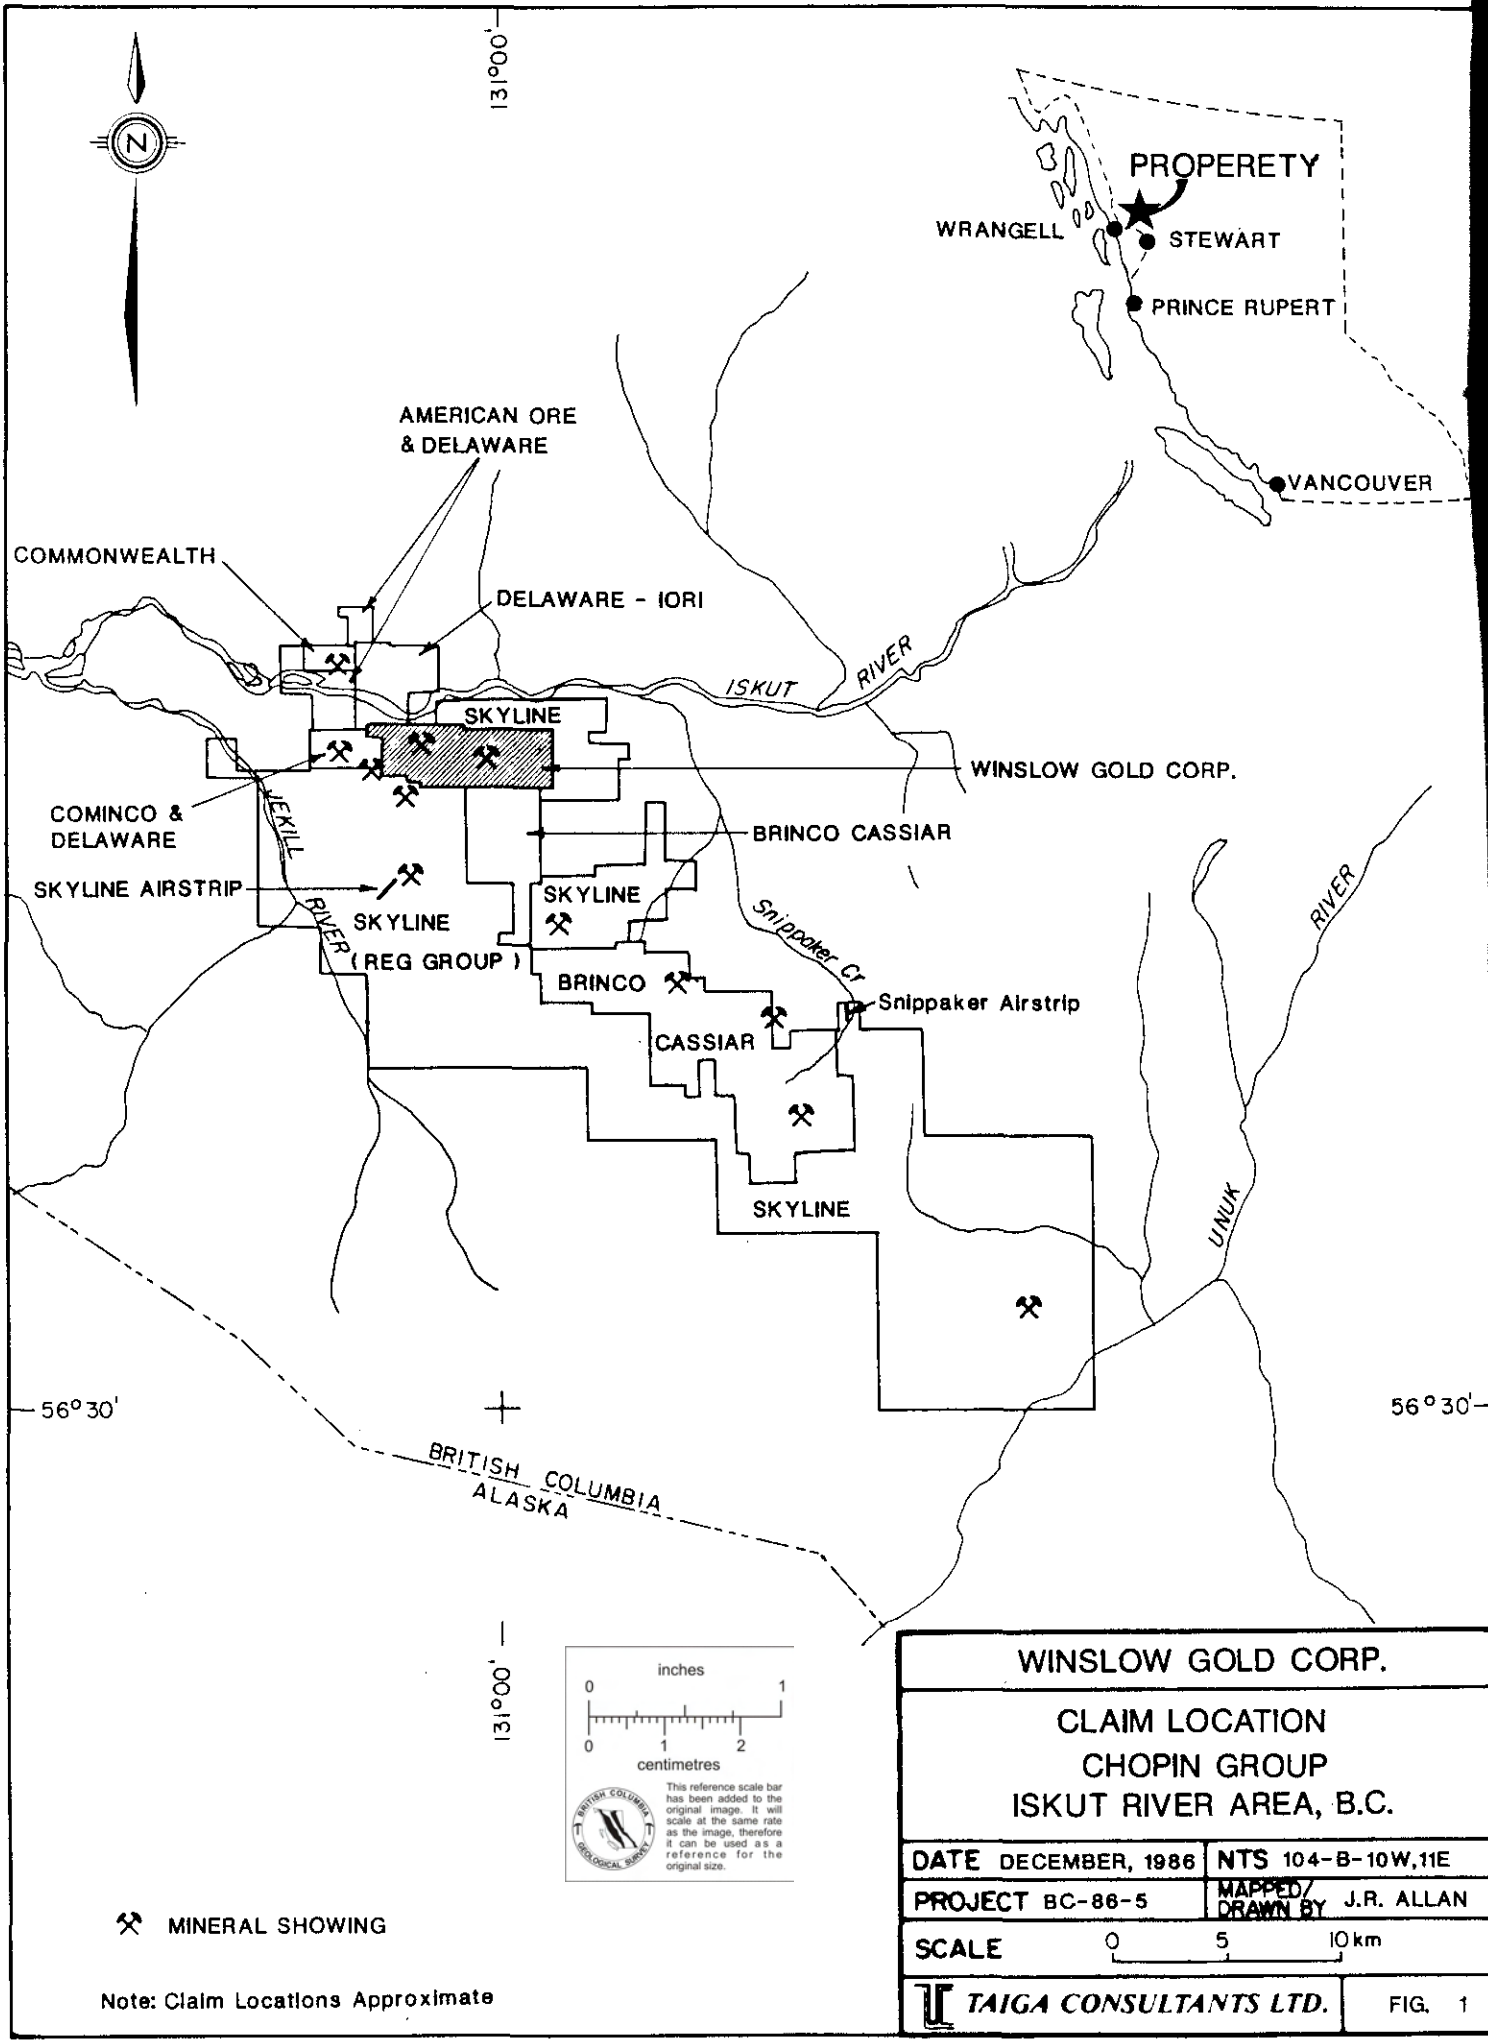 131°00'
N
PROPERETY
WRANGELL
STEWART
PRINCE RUPERT
VANCOUVER
AMERICAN ORE
& DELAWARE
COMMONWEALTH
DELAWARE - IORI
ISKUT RIVER
SKYLINE
WINSLOW GOLD CORP.
COMINCO &
DELAWARE
JEKILL RIVER
BRINCO CASSIAR
SKYLINE AIRSTRIP
SKYLINE
SKYLINE
(REG GROUP)
Snippaker Cr
BRINCO
CASSIAR
Snippaker Airstrip
UNUK RIVER
SKYLINE
56°30'
56°30'
BRITISH COLUMBIA
ALASKA
131°00'
inches
0 1
0 1 2
centimetres
BRITISH COLUMBIA
GEOLOGICAL SURVEY
This reference scale bar
has been added to the
original image. It will
scale at the same rate
as the image, therefore
it can be used as a
reference for the
original size.
MINERAL SHOWING
Note: Claim Locations Approximate
WINSLOW GOLD CORP.
CLAIM LOCATION
CHOPIN GROUP
ISKUT RIVER AREA, B.C.
DATE DECEMBER, 1986 NTS 104-B-10W,11E
PROJECT BC-86-5 MAPPED/
DRAWN BY J.R. ALLAN
SCALE 0 5 10km
TAIGA CONSULTANTS LTD. FIG. 1